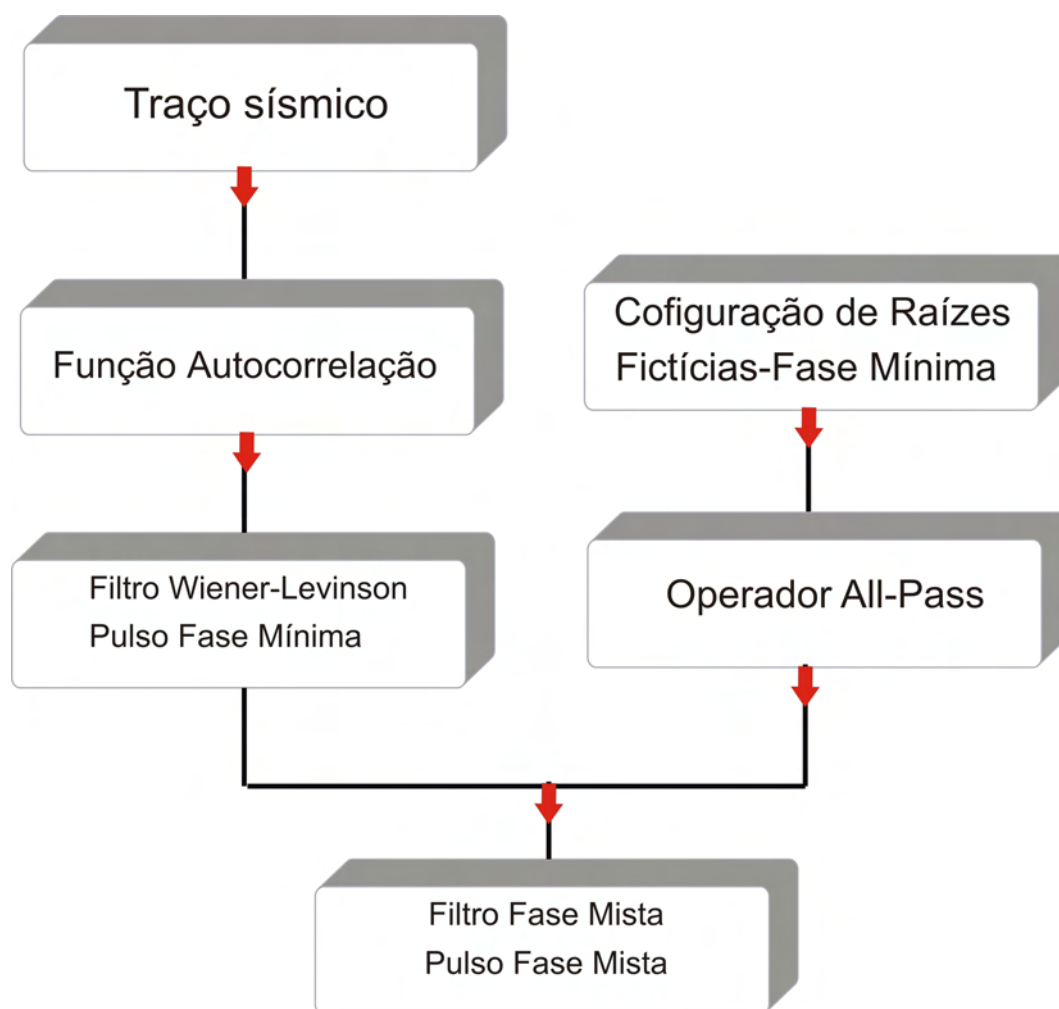 Traço sísmico
Função Autocorrelação
Cofiguração de Raízes
Fictícias-Fase Mínima
Filtro Wiener-Levinson
Pulso Fase Mínima
Operador All-Pass
Filtro Fase Mista
Pulso Fase Mista